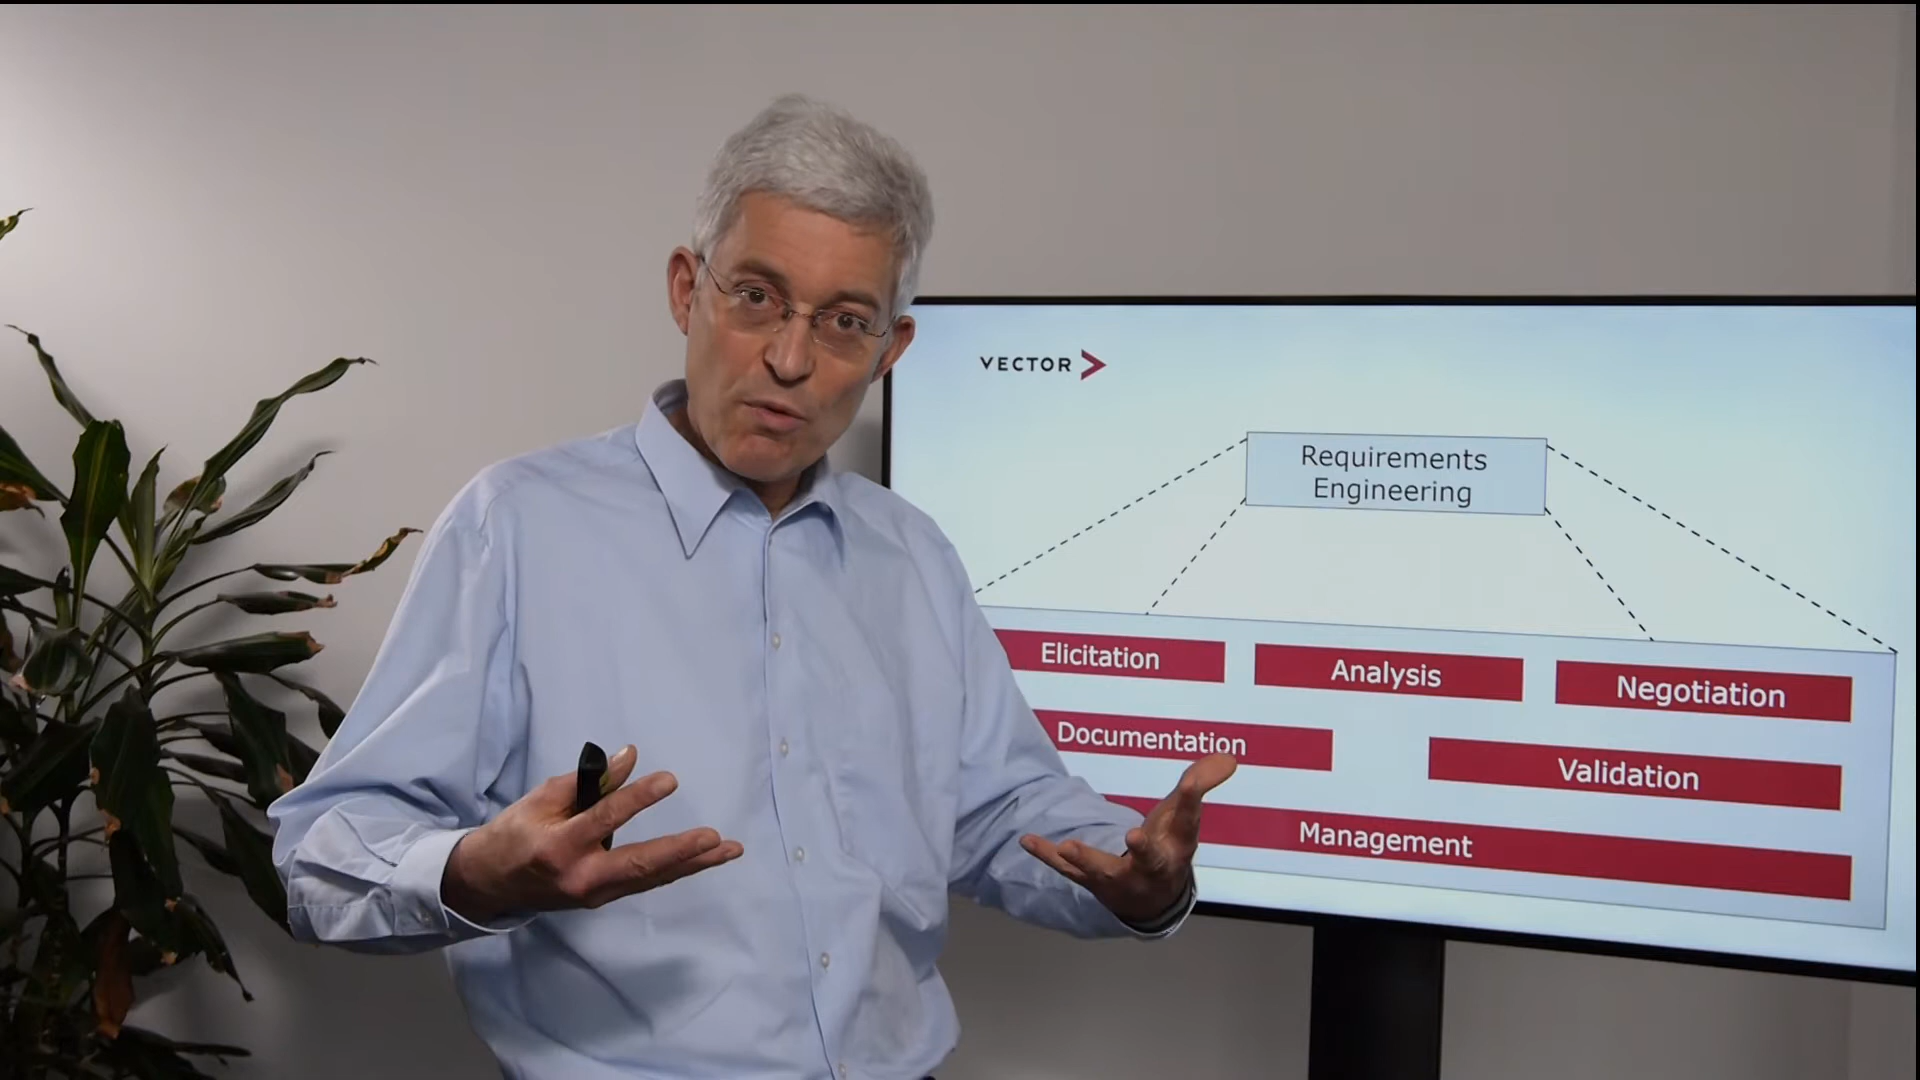 VECTOR
Requirements
Engineering
Elicitation
Analysis
Negotiation
Documentation
Validation
Management